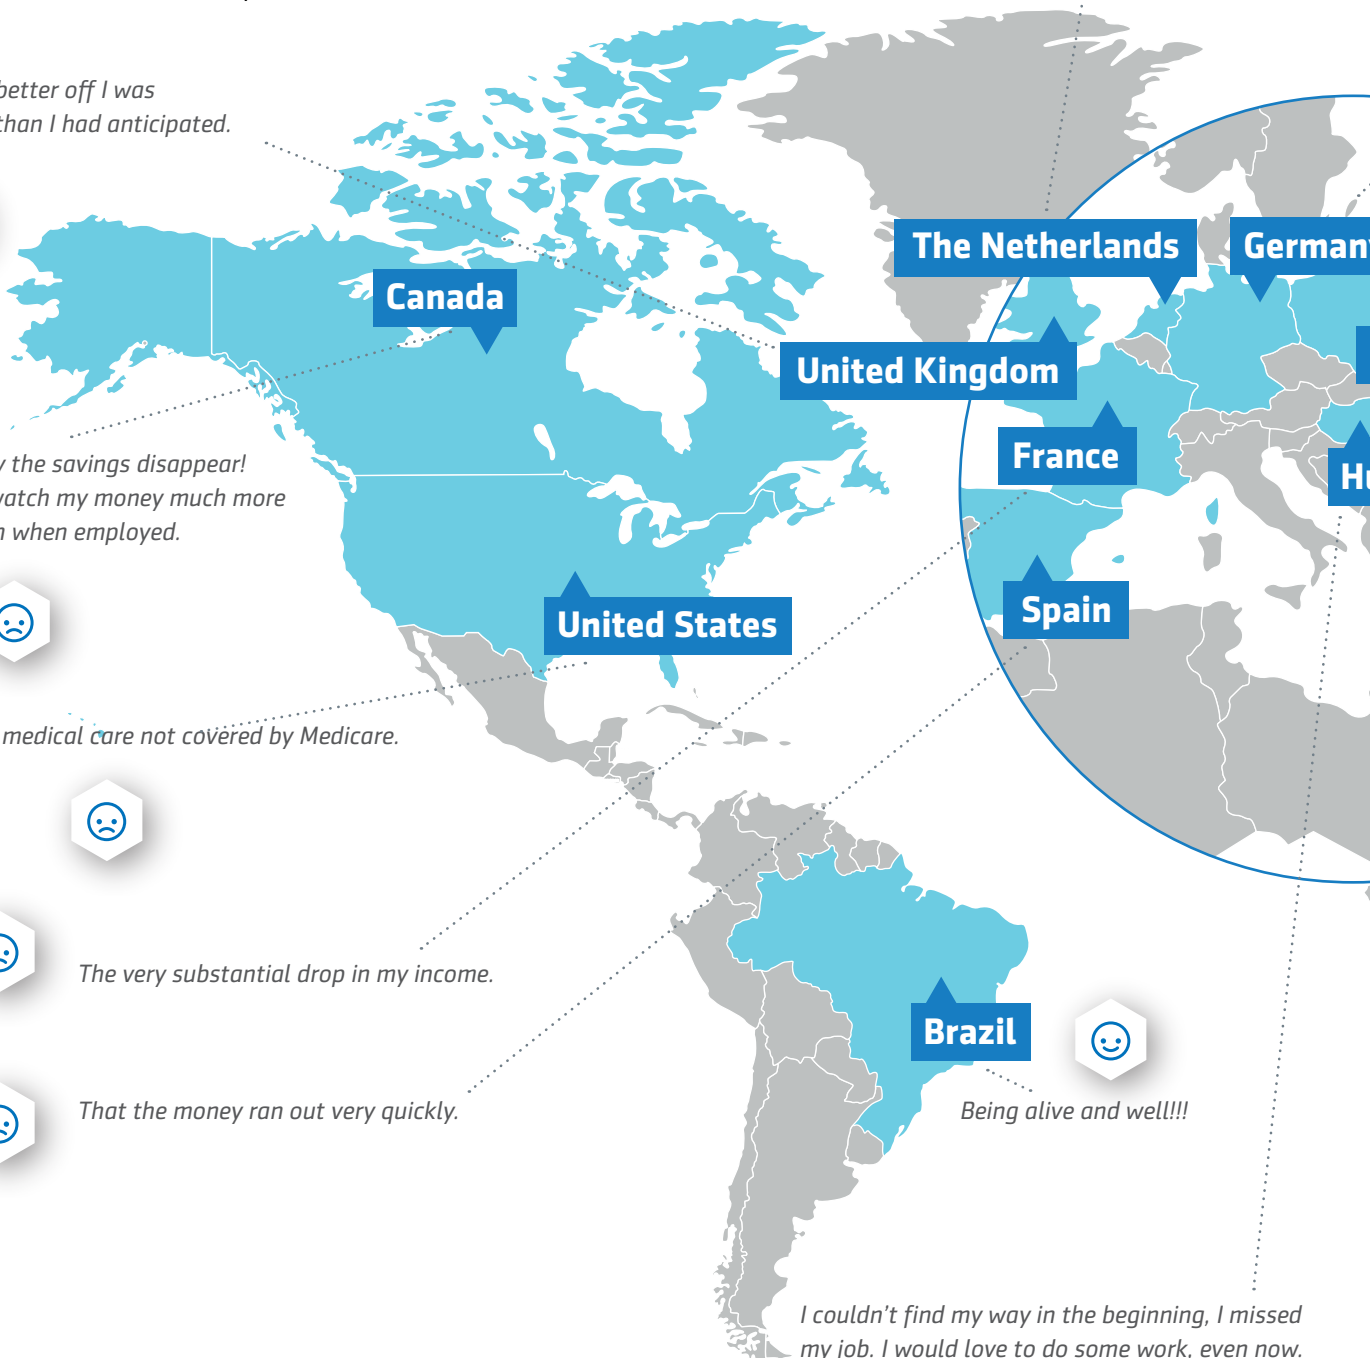 better off I was
than I had anticipated.
The Netherlands
German
Canada
United Kingdom
the savings disappear!
watch my money much more
when employed.
France
Spain
United States
medical care not covered by Medicare.
The very substantial drop in my income.
Brazil
That the money ran out very quickly.
Being alive and well!!!
I couldn't find my way in the beginning, I missed
my job. I would love to do some work, even now.